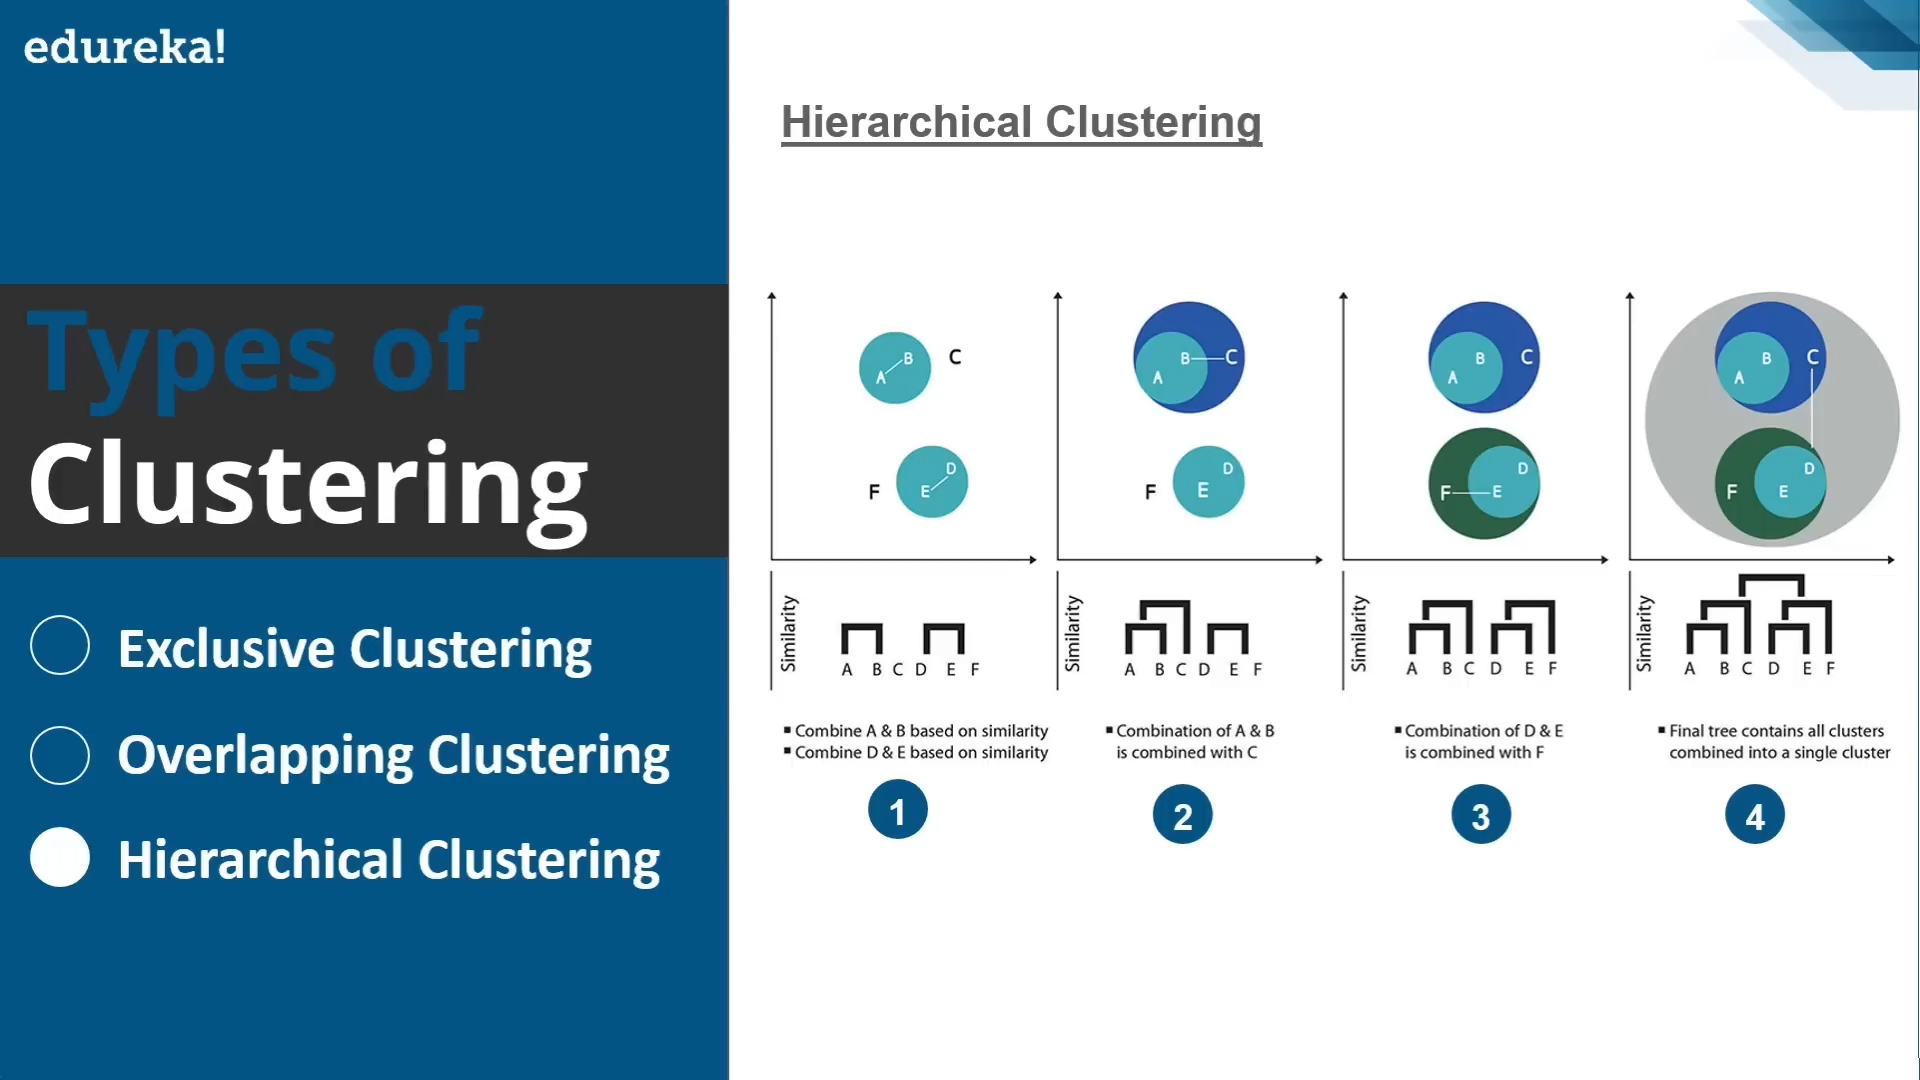 edureka!
Types of
Clustering
Exclusive Clustering
Overlapping Clustering
Hierarchical Clustering
Hierarchical Clustering
B C
A
D
F E
Similarity
A B C D E F
▪ Combine A & B based on similarity
▪ Combine D & E based on similarity
1
B C
A
D
F E
Similarity
A B C D E F
▪ Combination of A & B
is combined with C
2
B C
A
D
F E
Similarity
A B C D E F
▪ Combination of D & E
is combined with F
3
B C
A
D
F E
Similarity
A B C D E F
▪ Final tree contains all clusters
combined into a single cluster
4